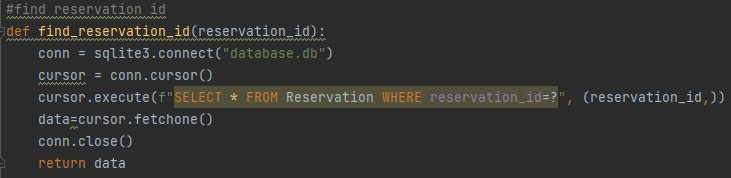 #find reservation id
def find_reservation_id(reservation_id):
    conn = sqlite3.connect("database.db")
    cursor = conn.cursor()
    cursor.execute(f"SELECT * FROM Reservation WHERE reservation_id=?", (reservation_id,))
    data=cursor.fetchone()
    conn.close()
    return data